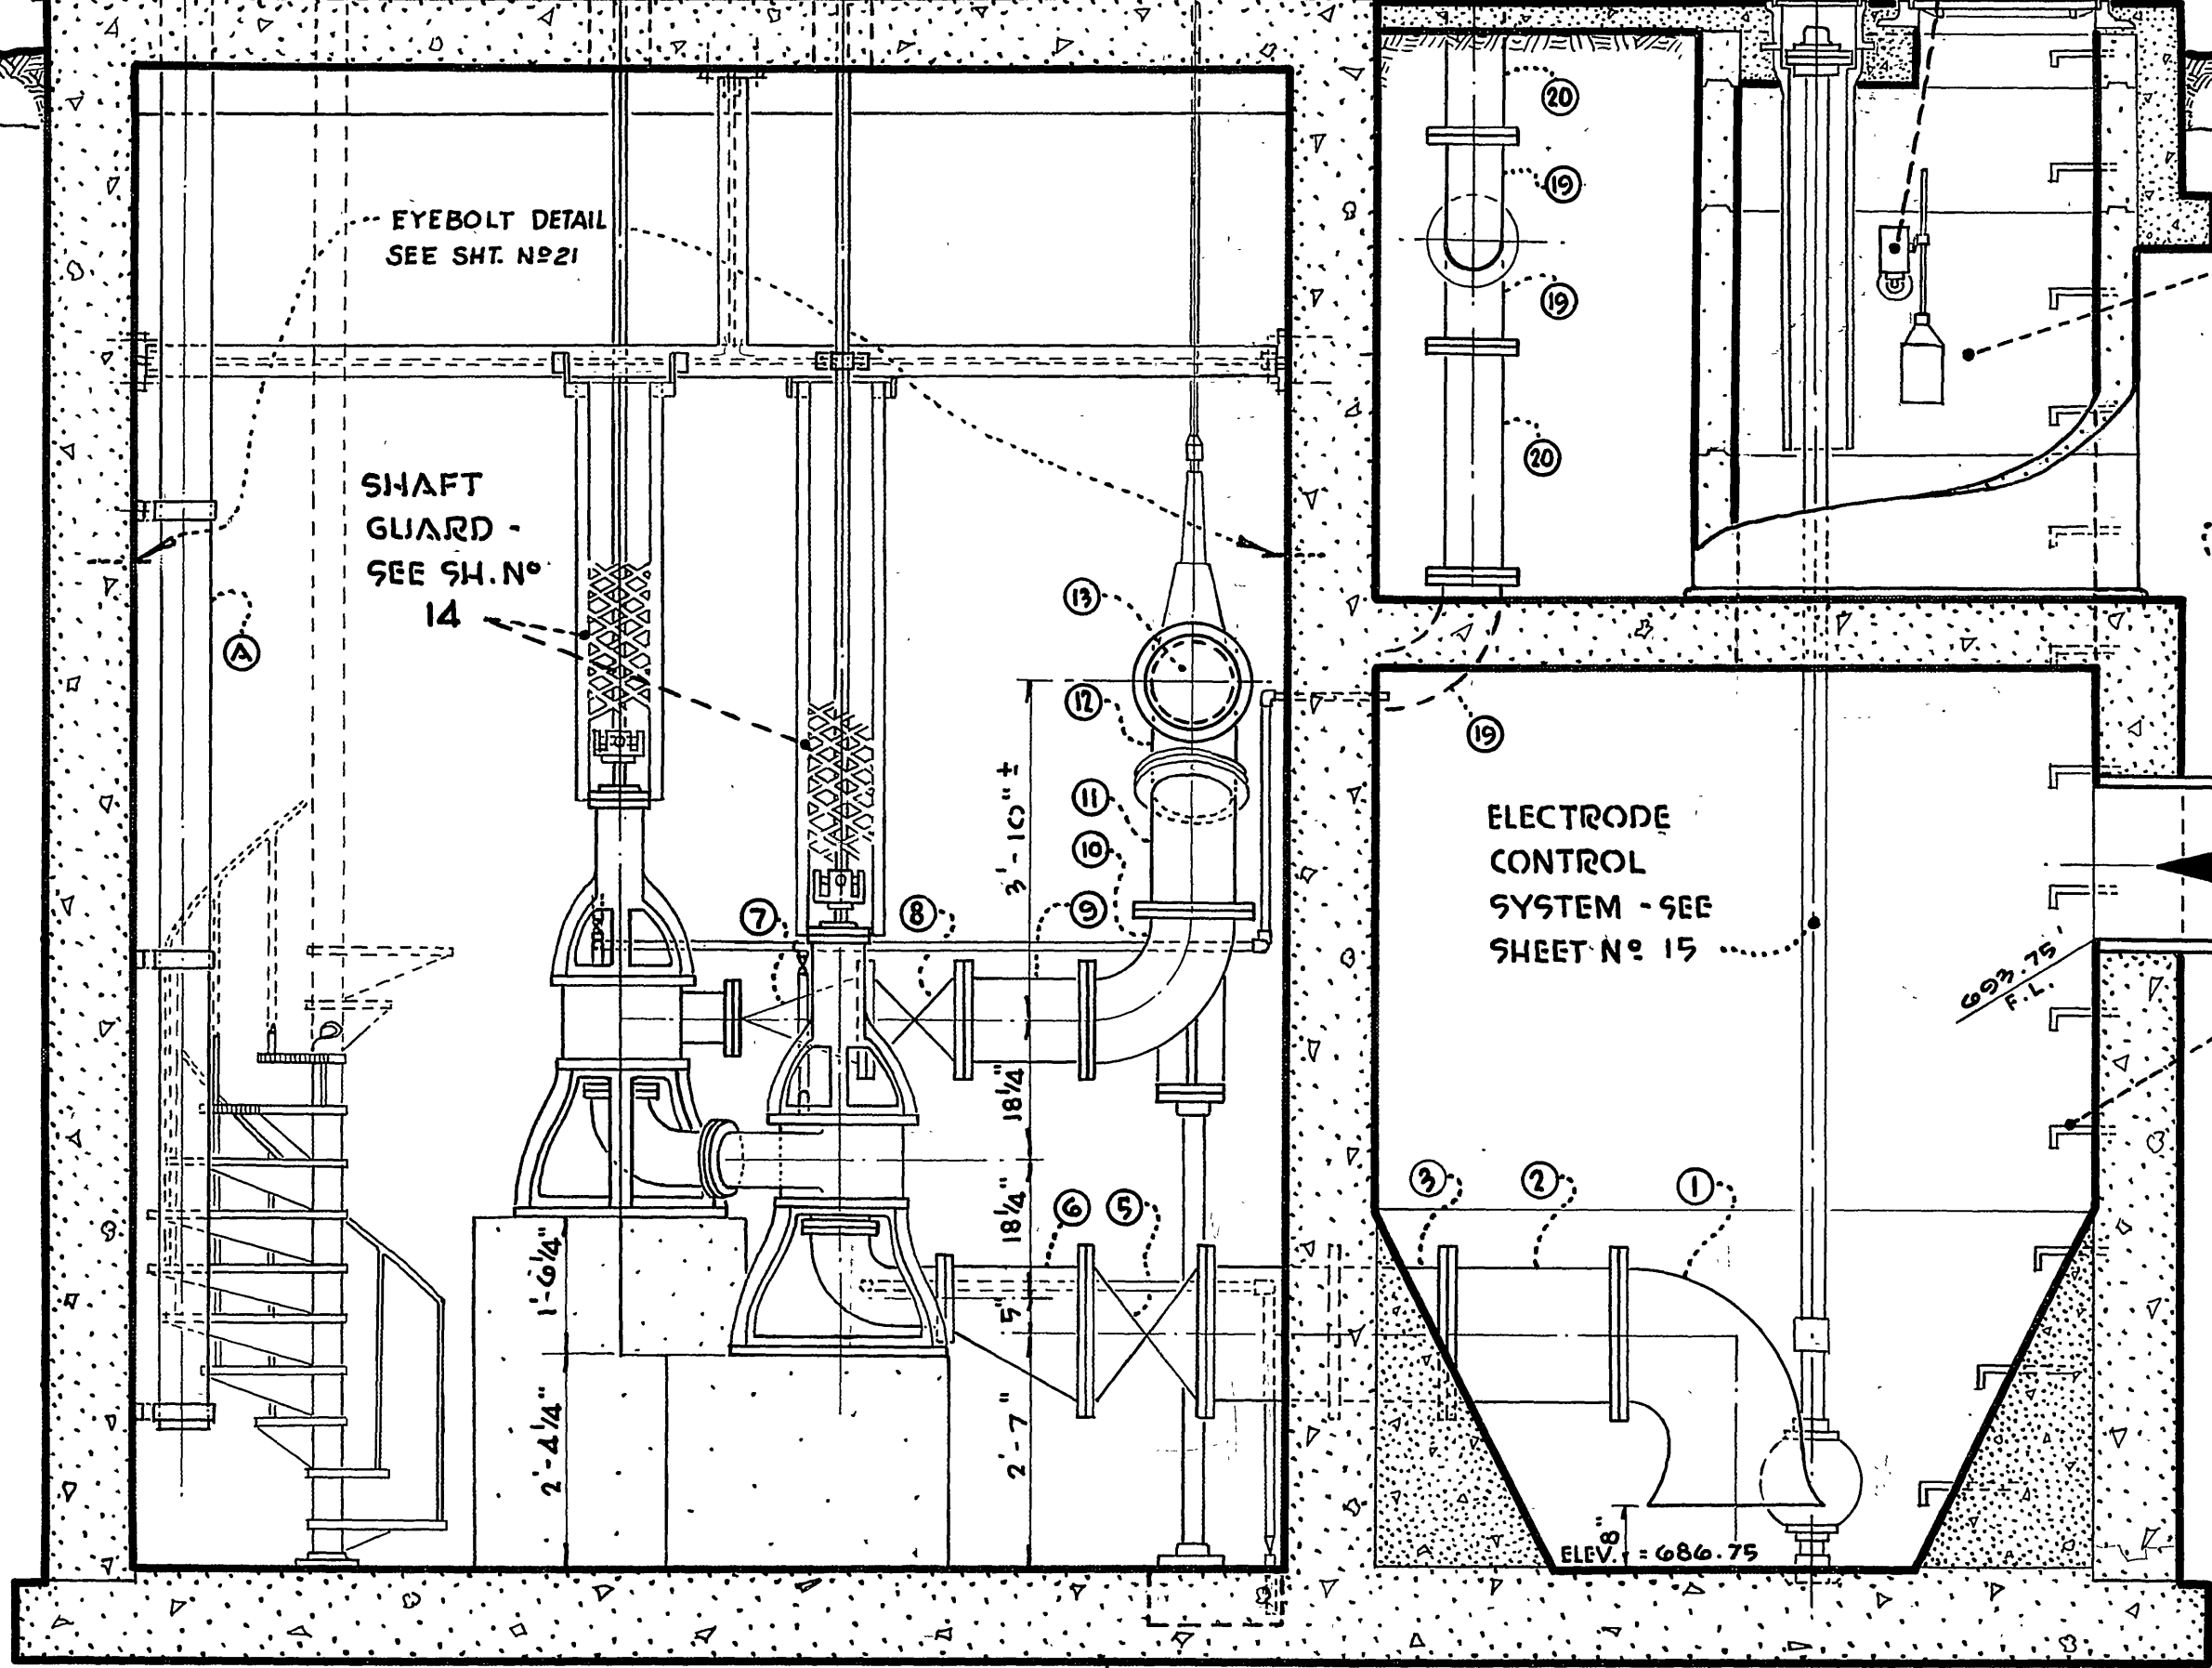 20
19
EYEBOLT DETAIL
SEE SHT. Nº21
19
20
SHAFT
GUARD -
SEE SH. Nº
14
A
13
12
19
3'-10"±
11
10
ELECTRODE
CONTROL
SYSTEM - SEE
SHEET Nº 15
7
8
9
693.75'
F.L.
18¼"
3
2
1
6
5
18¼"
1'-6¼"
5"
2'-4¼"
2'-7"
8"
ELEV. = 686.75